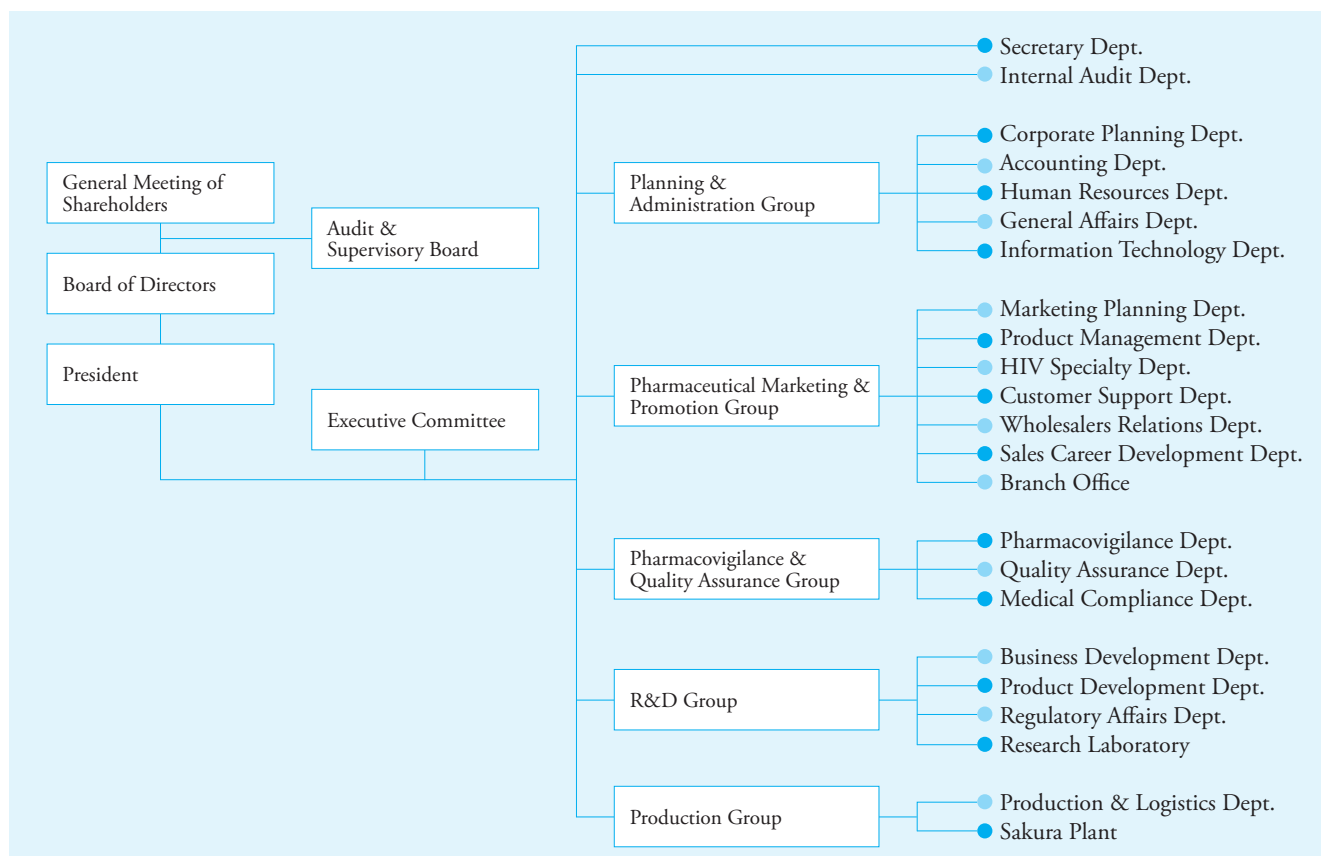 General Meeting of
Shareholders
Audit &
Supervisory Board
Board of Directors
President
Executive Committee
Secretary Dept.
Internal Audit Dept.
Planning &
Administration Group
Corporate Planning Dept.
Accounting Dept.
Human Resources Dept.
General Affairs Dept.
Information Technology Dept.
Pharmaceutical Marketing &
Promotion Group
Marketing Planning Dept.
Product Management Dept.
HIV Specialty Dept.
Customer Support Dept.
Wholesalers Relations Dept.
Sales Career Development Dept.
Branch Office
Pharmacovigilance &
Quality Assurance Group
Pharmacovigilance Dept.
Quality Assurance Dept.
Medical Compliance Dept.
R&D Group
Business Development Dept.
Product Development Dept.
Regulatory Affairs Dept.
Research Laboratory
Production Group
Production & Logistics Dept.
Sakura Plant